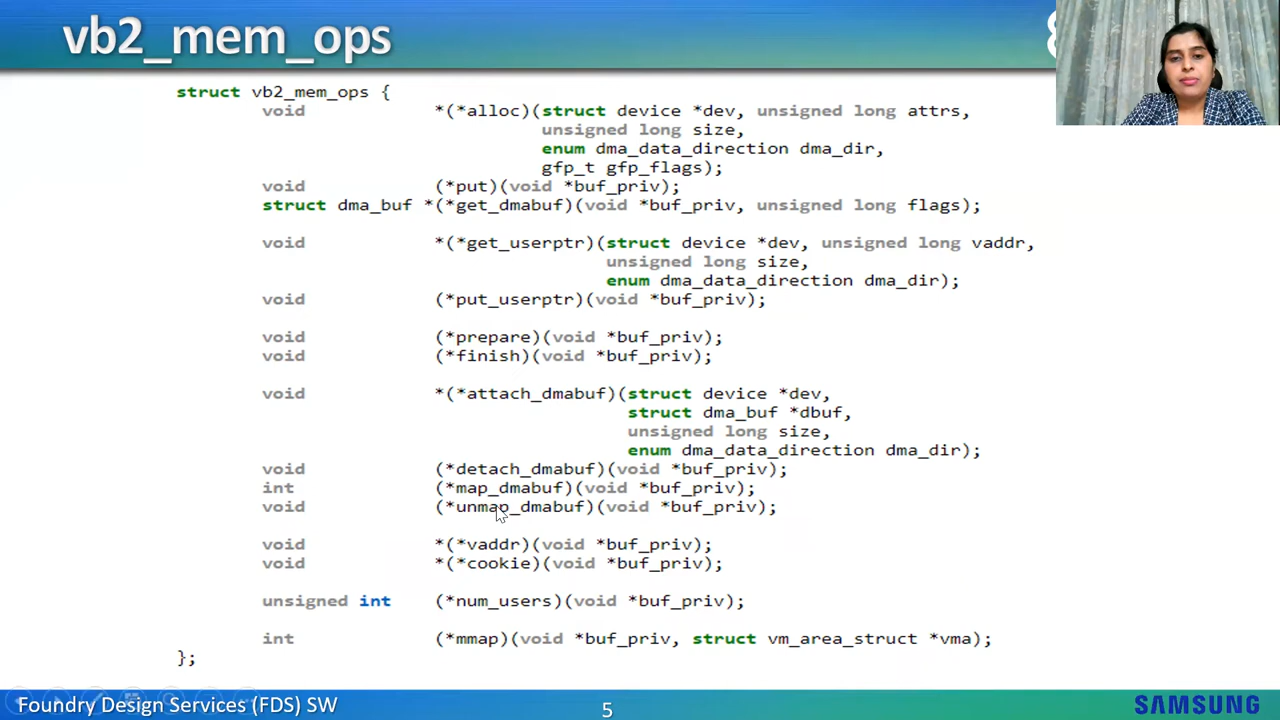 vb2_mem_ops
struct vb2_mem_ops {
void *(*alloc)(struct device *dev, unsigned long attrs,
unsigned long size,
enum dma_data_direction dma_dir,
gfp_t gfp_flags);
void (*put)(void *buf_priv);
struct dma_buf *(*get_dmabuf)(void *buf_priv, unsigned long flags);
void *(*get_userptr)(struct device *dev, unsigned long vaddr,
unsigned long size,
enum dma_data_direction dma_dir);
void (*put_userptr)(void *buf_priv);
void (*prepare)(void *buf_priv);
void (*finish)(void *buf_priv);
void *(*attach_dmabuf)(struct device *dev,
struct dma_buf *dbuf,
unsigned long size,
enum dma_data_direction dma_dir);
void (*detach_dmabuf)(void *buf_priv);
int (*map_dmabuf)(void *buf_priv);
void (*unmap_dmabuf)(void *buf_priv);
void *(*vaddr)(void *buf_priv);
void *(*cookie)(void *buf_priv);
unsigned int (*num_users)(void *buf_priv);
int (*mmap)(void *buf_priv, struct vm_area_struct *vma);
};
Foundry Design Services (FDS) SW
5
SAMSUNG